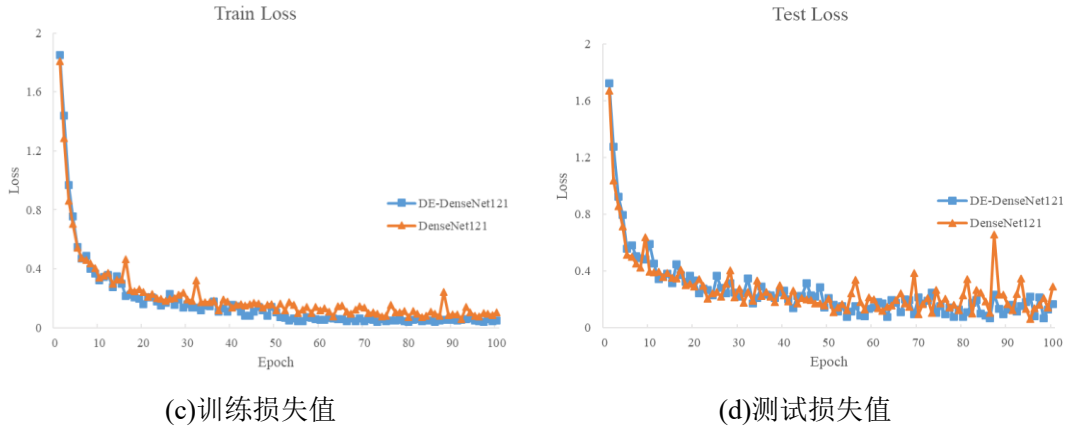 Train Loss
2
1.6
1.2
0.8
0.4
0
Loss
0 10 20 30 40 50 60 70 80 90 100
Epoch
DE-DenseNet121
DenseNet121
(c)训练损失值
Test Loss
2
1.6
1.2
0.8
0.4
0
Loss
0 10 20 30 40 50 60 70 80 90 100
Epoch
DE-DenseNet121
DenseNet121
(d)测试损失值